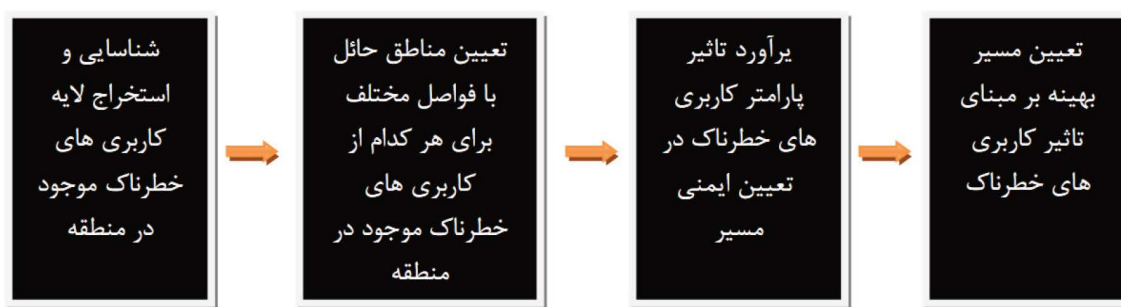 شناسایی و
استخراج لایه
کاربری های
خطرناک موجود
در منطقه
تعیین مناطق حائل
با فواصل مختلف
برای هر کدام از
کاربری های
خطرناک موجود در
منطقه
یرآورد تاثیر
پارامتر کاربری
های خطرناک در
تعیین ایمنی
مسیر
تعیین مسیر
بهینه بر مبنای
تاثیر کاربری
های خطرناک